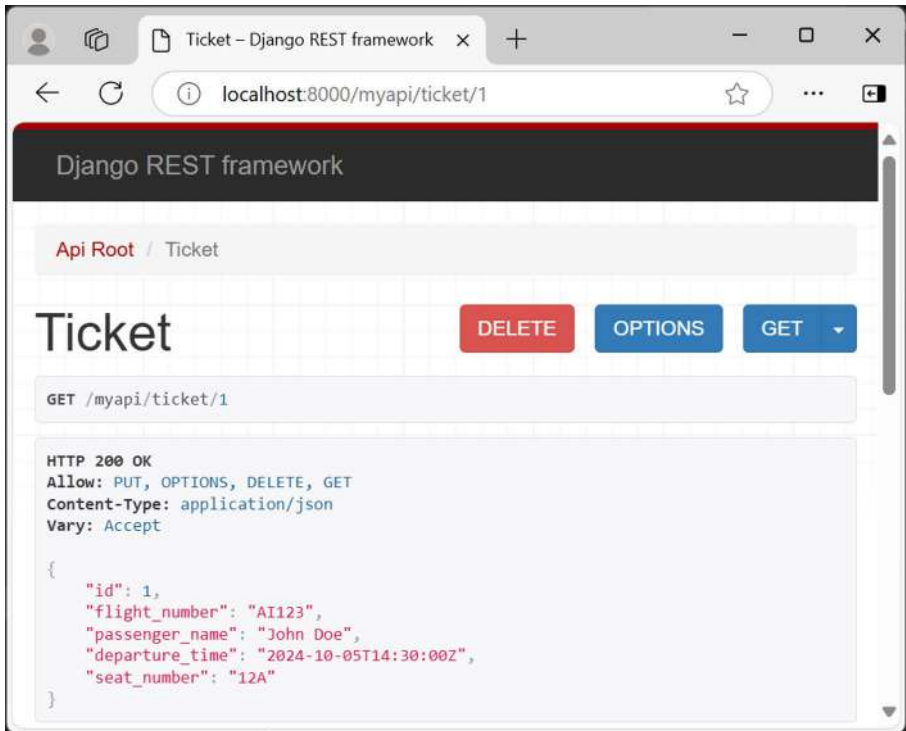 Ticket – Django REST framework
localhost:8000/myapi/ticket/1
Django REST framework
Api Root / Ticket
Ticket
DELETE
OPTIONS
GET
GET /myapi/ticket/1
HTTP 200 OK
Allow: PUT, OPTIONS, DELETE, GET
Content-Type: application/json
Vary: Accept
{
    "id": 1,
    "flight_number": "AI123",
    "passenger_name": "John Doe",
    "departure_time": "2024-10-05T14:30:00Z",
    "seat_number": "12A"
}